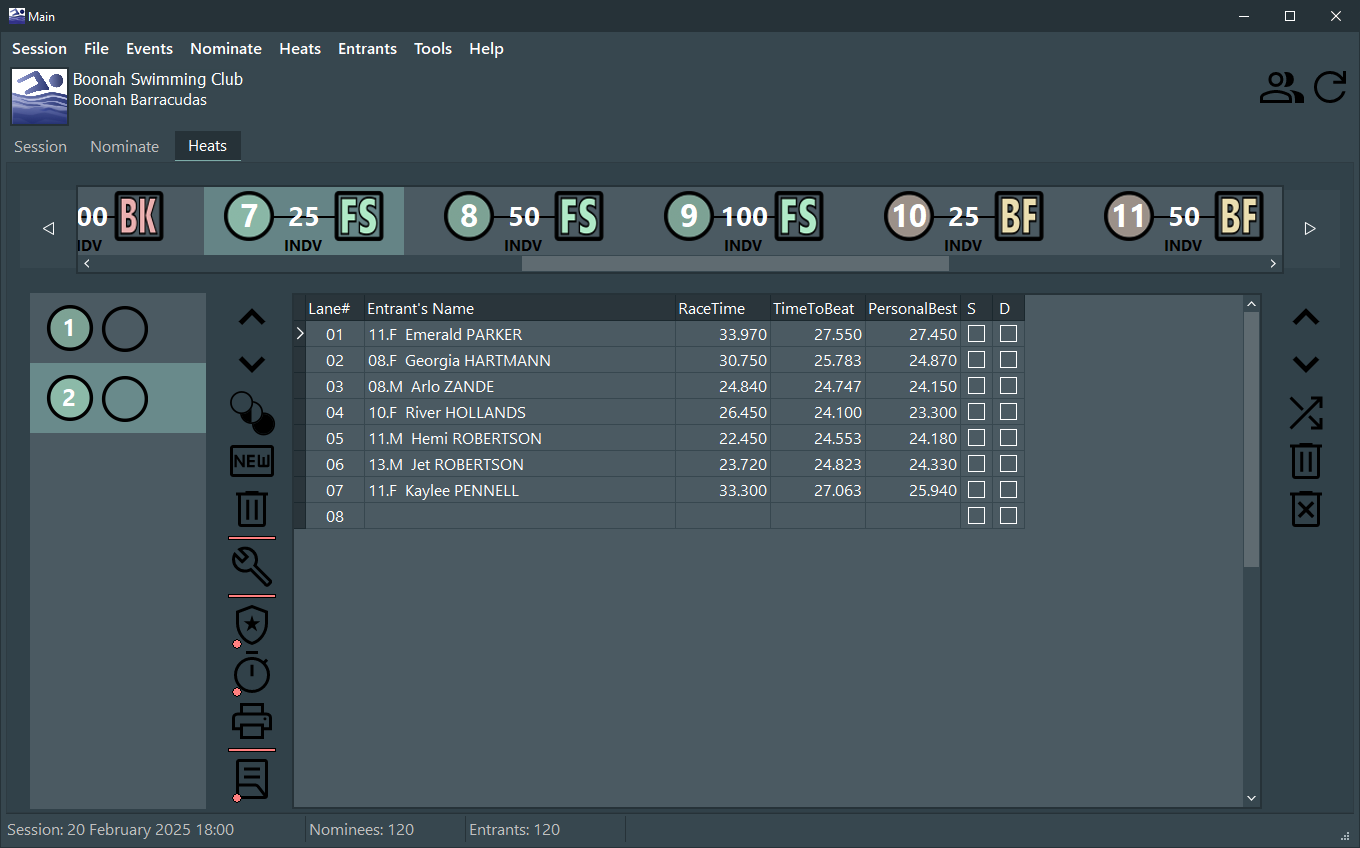 Main
Session File Events Nominate Heats Entrants Tools Help
Boonah Swimming Club
Boonah Barracudas
Session Nominate Heats
00 BK 7 25 FS 8 50 FS 9 100 FS 10 25 BF 11 50 BF
INDV INDV INDV INDV INDV INDV
1
2
NEW
Lane# Entrant's Name RaceTime TimeToBeat PersonalBest S D
01 11.F Emerald PARKER 33.970 27.550 27.450
02 08.F Georgia HARTMANN 30.750 25.783 24.870
03 08.M Arlo ZANDE 24.840 24.747 24.150
04 10.F River HOLLANDS 26.450 24.100 23.300
05 11.M Hemi ROBERTSON 22.450 24.553 24.180
06 13.M Jet ROBERTSON 23.720 24.823 24.330
07 11.F Kaylee PENNELL 33.300 27.063 25.940
08
Session: 20 February 2025 18:00 Nominees: 120 Entrants: 120